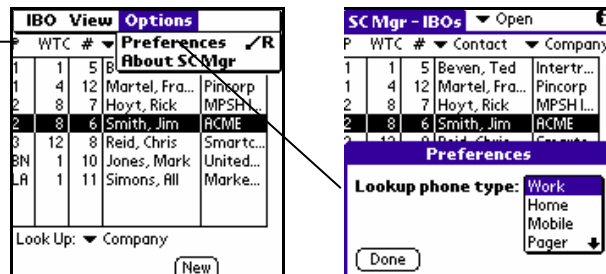 IBO View Options
P WTC #
Preferences /R
About SC Mgr
1 1 5 B
1 4 12 Martel, Fra... Pincorp
2 8 7 Hoyt, Rick MPSH I...
2 8 6 Smith, Jim ACME
3 12 8 Reid, Chris Smartc...
BN 1 10 Jones, Mark United...
LA 1 11 Simons, All Marke...
Look Up: Company
New
SC Mgr - IBOs Open
P WTC # Contact Company
1 1 5 Beven, Ted Intertr...
1 4 12 Martel, Fra... Pincorp
2 8 7 Hoyt, Rick MPSH I...
2 8 6 Smith, Jim ACME
Preferences
Lookup phone type: Work
Home
Mobile
Pager
Done